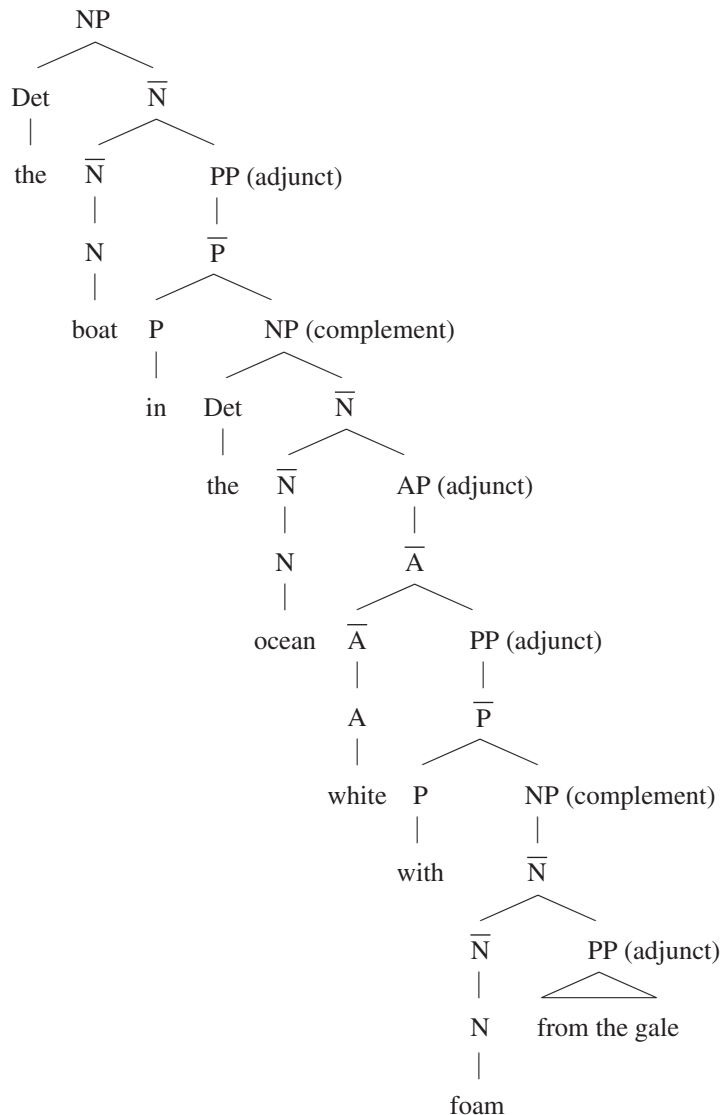 NP
Det N̅
the N̅ PP (adjunct)
N P̅
boat P NP (complement)
in Det N̅
the N̅ AP (adjunct)
N A̅
ocean A̅ PP (adjunct)
A P̅
white P NP (complement)
with N̅
N̅ PP (adjunct)
N from the gale
foam